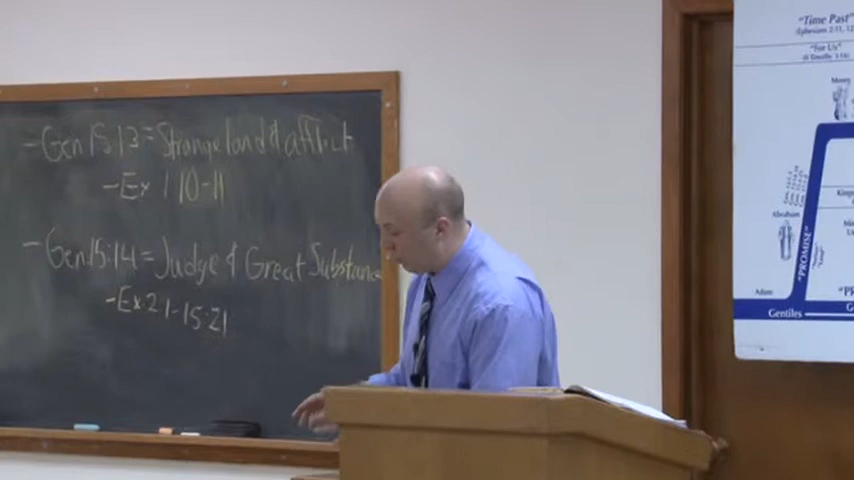 - Gen 15:13 = Strange land & afflict
- Ex 1:10-11
- Gen 15:14 = Judge & Great Substance
- Ex 2:1-15:21
"Time Past"
(Ephesians 2:11, 12
"For Us"
Moses
Abraham
"PROMISE"
Adam
Gentiles